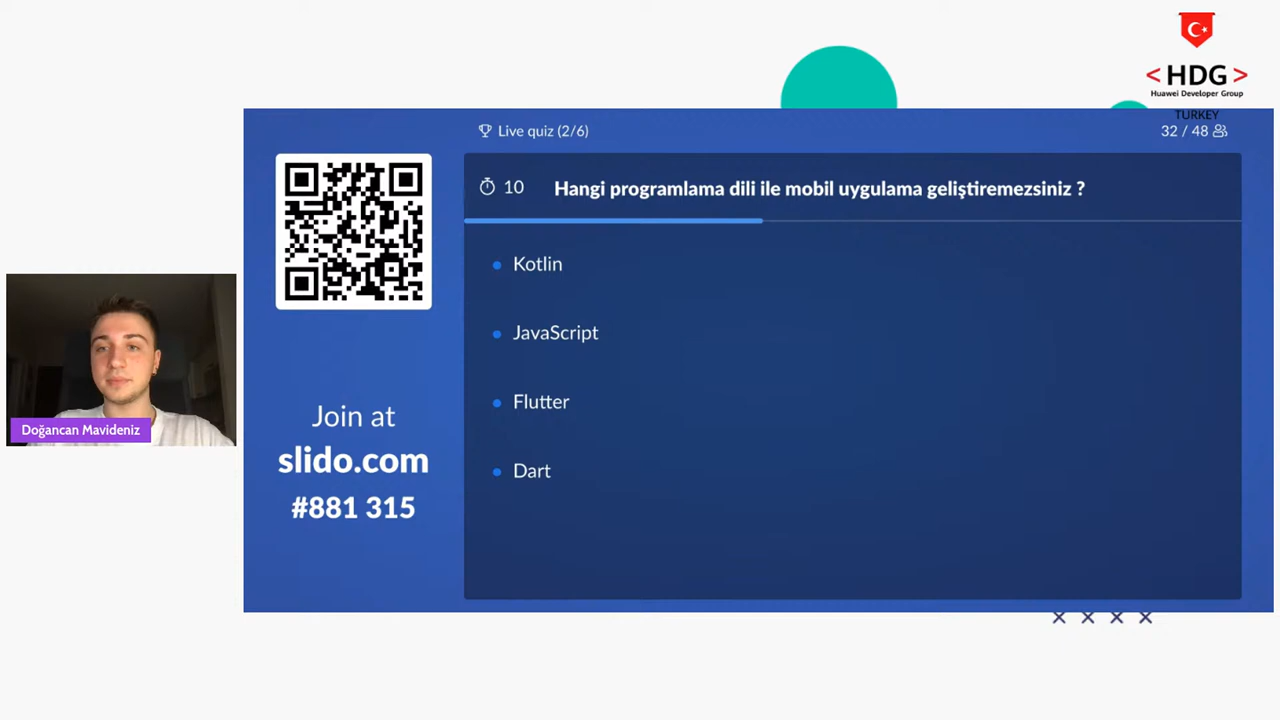 < HDG >
Huawei Developer Group
TURKEY
Live quiz (2/6)
32 / 48
10 Hangi programlama dili ile mobil uygulama geliştiremezsiniz ?
Kotlin
JavaScript
Flutter
Dart
Join at
slido.com
#881 315
Doğancan Mavideniz